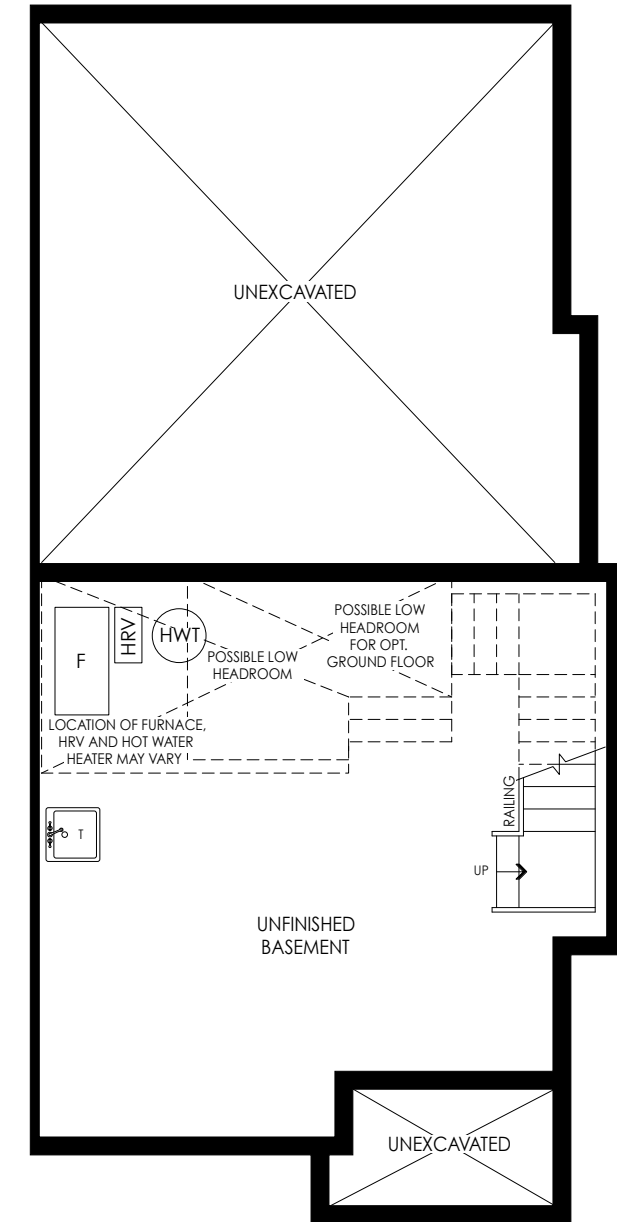 UNEXCAVATED
POSSIBLE LOW
HEADROOM
FOR OPT.
GROUND FLOOR
HRV
HWT
F
POSSIBLE LOW
HEADROOM
LOCATION OF FURNACE,
HRV AND HOT WATER
HEATER MAY VARY
RAILING
T
UP
UNFINISHED
BASEMENT
UNEXCAVATED